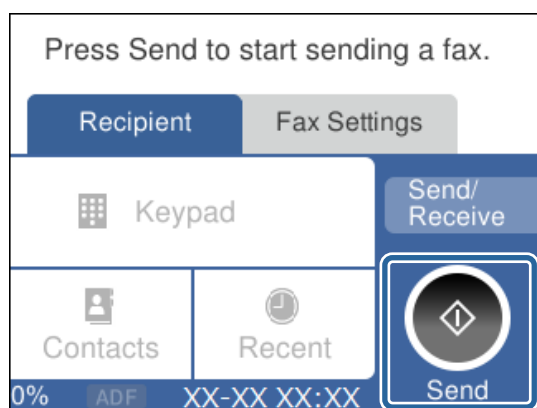 Press Send to start sending a fax.
Recipient
Fax Settings
Keypad
Send/
Receive
Contacts
Recent
0%
ADF
XX-XX XX:XX
Send